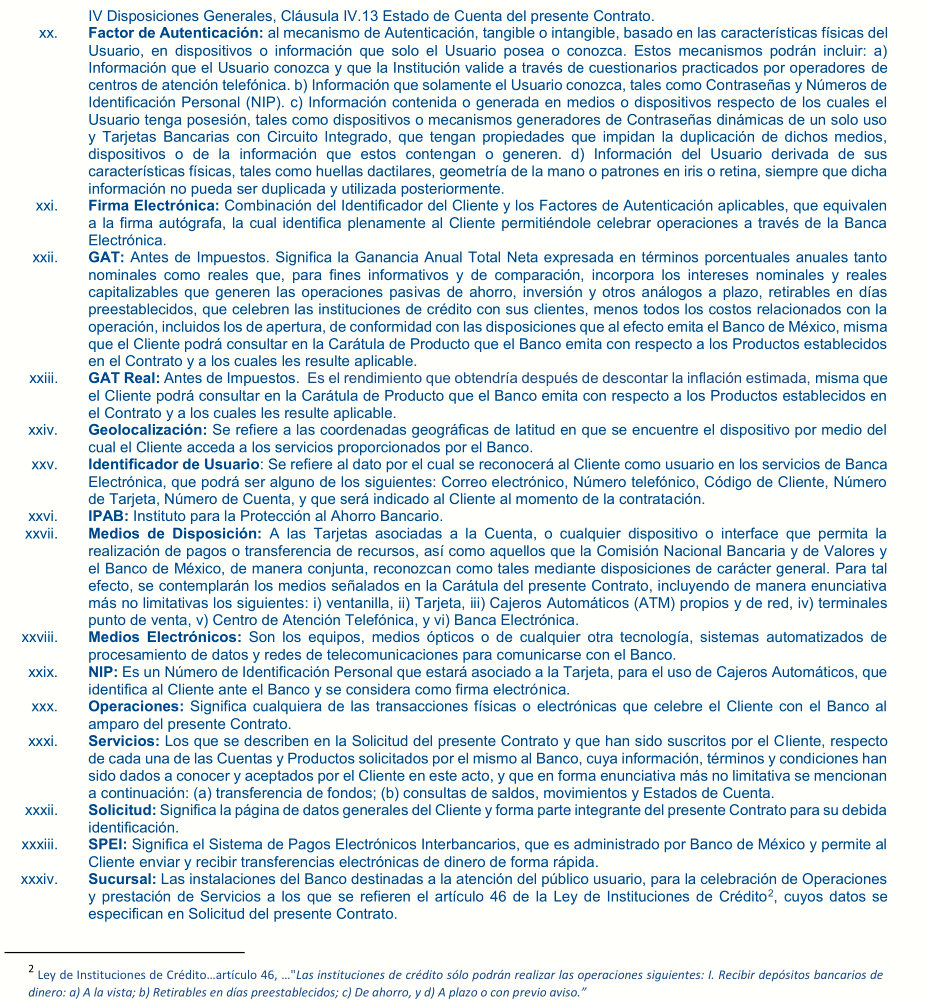 IV Disposiciones Generales, Cláusula IV.13 Estado de Cuenta del presente Contrato.
xx. Factor de Autenticación: al mecanismo de Autenticación, tangible o intangible, basado en las características físicas del
Usuario, en dispositivos o información que solo el Usuario posea o conozca. Estos mecanismos podrán incluir: a)
Información que el Usuario conozca y que la Institución valide a través de cuestionarios practicados por operadores de
centros de atención telefónica. b) Información que solamente el Usuario conozca, tales como Contraseñas y Números de
Identificación Personal (NIP). c) Información contenida o generada en medios o dispositivos respecto de los cuales el
Usuario tenga posesión, tales como dispositivos o mecanismos generadores de Contraseñas dinámicas de un solo uso
y Tarjetas Bancarias con Circuito Integrado, que tengan propiedades que impidan la duplicación de dichos medios,
dispositivos o de la información que estos contengan o generen. d) Información del Usuario derivada de sus
características físicas, tales como huellas dactilares, geometría de la mano o patrones en iris o retina, siempre que dicha
información no pueda ser duplicada y utilizada posteriormente.
xxi. Firma Electrónica: Combinación del Identificador del Cliente y los Factores de Autenticación aplicables, que equivalen
a la firma autógrafa, la cual identifica plenamente al Cliente permitiéndole celebrar operaciones a través de la Banca
Electrónica.
xxii. GAT: Antes de Impuestos. Significa la Ganancia Anual Total Neta expresada en términos porcentuales anuales tanto
nominales como reales que, para fines informativos y de comparación, incorpora los intereses nominales y reales
capitalizables que generen las operaciones pasivas de ahorro, inversión y otros análogos a plazo, retirables en días
preestablecidos, que celebren las instituciones de crédito con sus clientes, menos todos los costos relacionados con la
operación, incluidos los de apertura, de conformidad con las disposiciones que al efecto emita el Banco de México, misma
que el Cliente podrá consultar en la Carátula de Producto que el Banco emita con respecto a los Productos establecidos
en el Contrato y a los cuales les resulte aplicable.
xxiii. GAT Real: Antes de Impuestos. Es el rendimiento que obtendría después de descontar la inflación estimada, misma que
el Cliente podrá consultar en la Carátula de Producto que el Banco emita con respecto a los Productos establecidos en
el Contrato y a los cuales les resulte aplicable.
xxiv. Geolocalización: Se refiere a las coordenadas geográficas de latitud en que se encuentre el dispositivo por medio del
cual el Cliente acceda a los servicios proporcionados por el Banco.
xxv. Identificador de Usuario: Se refiere al dato por el cual se reconocerá al Cliente como usuario en los servicios de Banca
Electrónica, que podrá ser alguno de los siguientes: Correo electrónico, Número telefónico, Código de Cliente, Número
de Tarjeta, Número de Cuenta, y que será indicado al Cliente al momento de la contratación.
xxvi. IPAB: Instituto para la Protección al Ahorro Bancario.
xxvii. Medios de Disposición: A las Tarjetas asociadas a la Cuenta, o cualquier dispositivo o interface que permita la
realización de pagos o transferencia de recursos, así como aquellos que la Comisión Nacional Bancaria y de Valores y
el Banco de México, de manera conjunta, reconozcan como tales mediante disposiciones de carácter general. Para tal
efecto, se contemplarán los medios señalados en la Carátula del presente Contrato, incluyendo de manera enunciativa
más no limitativas los siguientes: i) ventanilla, ii) Tarjeta, iii) Cajeros Automáticos (ATM) propios y de red, iv) terminales
punto de venta, v) Centro de Atención Telefónica, y vi) Banca Electrónica.
xxviii. Medios Electrónicos: Son los equipos, medios ópticos o de cualquier otra tecnología, sistemas automatizados de
procesamiento de datos y redes de telecomunicaciones para comunicarse con el Banco.
xxix. NIP: Es un Número de Identificación Personal que estará asociado a la Tarjeta, para el uso de Cajeros Automáticos, que
identifica al Cliente ante el Banco y se considera como firma electrónica.
xxx. Operaciones: Significa cualquiera de las transacciones físicas o electrónicas que celebre el Cliente con el Banco al
amparo del presente Contrato.
xxxi. Servicios: Los que se describen en la Solicitud del presente Contrato y que han sido suscritos por el Cliente, respecto
de cada una de las Cuentas y Productos solicitados por el mismo al Banco, cuya información, términos y condiciones han
sido dados a conocer y aceptados por el Cliente en este acto, y que en forma enunciativa más no limitativa se mencionan
a continuación: (a) transferencia de fondos; (b) consultas de saldos, movimientos y Estados de Cuenta.
xxxii. Solicitud: Significa la página de datos generales del Cliente y forma parte integrante del presente Contrato para su debida
identificación.
xxxiii. SPEI: Significa el Sistema de Pagos Electrónicos Interbancarios, que es administrado por Banco de México y permite al
Cliente enviar y recibir transferencias electrónicas de dinero de forma rápida.
xxxiv. Sucursal: Las instalaciones del Banco destinadas a la atención del público usuario, para la celebración de Operaciones
y prestación de Servicios a los que se refieren el artículo 46 de la Ley de Instituciones de Crédito², cuyos datos se
especifican en Solicitud del presente Contrato.
² Ley de Instituciones de Crédito…artículo 46, …"Las instituciones de crédito sólo podrán realizar las operaciones siguientes: I. Recibir depósitos bancarios de
dinero: a) A la vista; b) Retirables en días preestablecidos; c) De ahorro, y d) A plazo o con previo aviso.”